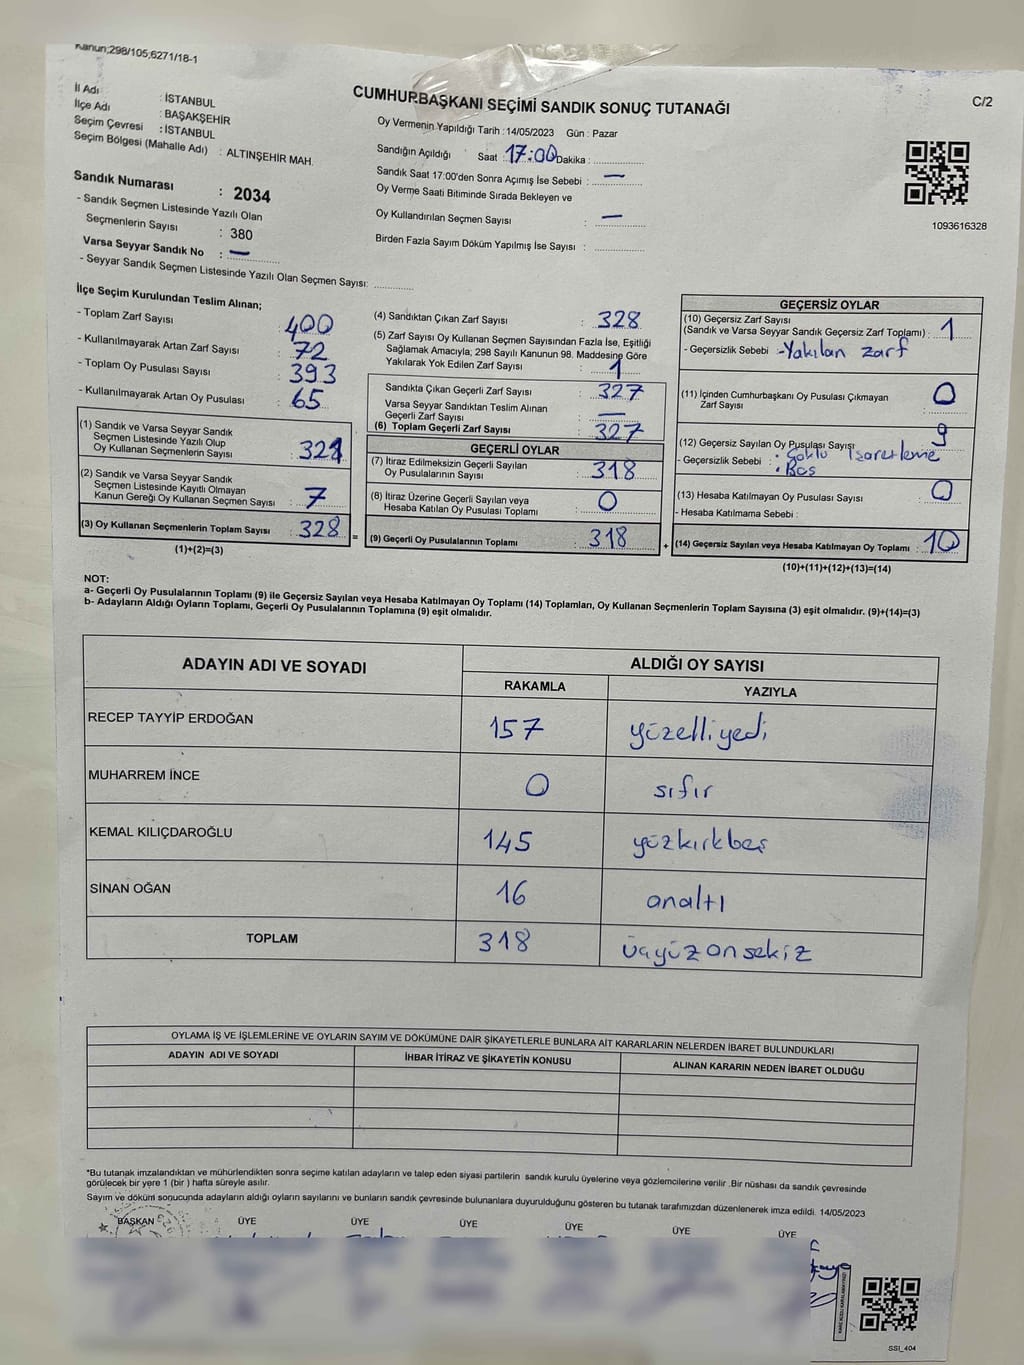 Kanun;298/105;6271/18-1
C/2
CUMHURBAŞKANI SEÇİMİ SANDIK SONUÇ TUTANAĞI
İl Adı : İSTANBUL
İlçe Adı : BAŞAKŞEHİR
Seçim Çevresi : İSTANBUL
Seçim Bölgesi (Mahalle Adı) : ALTINŞEHİR MAH.
Sandık Numarası : 2034
- Sandık Seçmen Listesinde Yazılı Olan
Seçmenlerin Sayısı : 380
Varsa Seyyar Sandık No : —
- Seyyar Sandık Seçmen Listesinde Yazılı Olan Seçmen Sayısı: ............
Oy Vermenin Yapıldığı Tarih : 14/05/2023 Gün : Pazar
Sandığın Açıldığı Saat : 17:00 Dakika : ............
Sandık Saat 17:00'den Sonra Açımış İse Sebebi : —
Oy Verme Saati Bitiminde Sırada Bekleyen ve
Oy Kullandırılan Seçmen Sayısı : —
Birden Fazla Sayım Döküm Yapılmış İse Sayısı : ............
1093616328
İlçe Seçim Kurulundan Teslim Alınan;
- Toplam Zarf Sayısı : 400
- Kullanılmayarak Artan Zarf Sayısı : 72
- Toplam Oy Pusulası Sayısı : 393
- Kullanılmayarak Artan Oy Pusulası : 65
(1) Sandık ve Varsa Seyyar Sandık
Seçmen Listesinde Yazılı Olup
Oy Kullanan Seçmenlerin Sayısı : 321
(2) Sandık ve Varsa Seyyar Sandık
Seçmen Listesinde Kayıtlı Olmayan
Kanun Gereği Oy Kullanan Seçmen Sayısı : 7
(3) Oy Kullanan Seçmenlerin Toplam Sayısı : 328
(1)+(2)=(3)
=
(4) Sandıktan Çıkan Zarf Sayısı : 328
(5) Zarf Sayısı Oy Kullanan Seçmen Sayısından Fazla İse, Eşitliği
Sağlamak Amacıyla; 298 Sayılı Kanunun 98. Maddesine Göre
Yakılarak Yok Edilen Zarf Sayısı : 1
Sandıkta Çıkan Geçerli Zarf Sayısı : 327
Varsa Seyyar Sandıktan Teslim Alınan
Geçerli Zarf Sayısı : —
(6) Toplam Geçerli Zarf Sayısı : 327
GEÇERLİ OYLAR
(7) İtiraz Edilmeksizin Geçerli Sayılan
Oy Pusulalarının Sayısı : 318
(8) İtiraz Üzerine Geçerli Sayılan veya
Hesaba Katılan Oy Pusulası Toplamı : 0
(9) Geçerli Oy Pusulalarının Toplamı : 318
+
GEÇERSİZ OYLAR
(10) Geçersiz Zarf Sayısı
(Sandık ve Varsa Seyyar Sandık Geçersiz Zarf Toplamı) : 1
- Geçersizlik Sebebi - Yakılan zarf
(11) İçinden Cumhurbaşkanı Oy Pusulası Çıkmayan
Zarf Sayısı : 0
(12) Geçersiz Sayılan Oy Pusulası Sayısı : 9
- Geçersizlik Sebebi : Çoklu İsaretleme
Bos
(13) Hesaba Katılmayan Oy Pusulası Sayısı : 0
- Hesaba Katılmama Sebebi :
(14) Geçersiz Sayılan veya Hesaba Katılmayan Oy Toplamı : 10
(10)+(11)+(12)+(13)=(14)
NOT:
a- Geçerli Oy Pusulalarının Toplamı (9) ile Geçersiz Sayılan veya Hesaba Katılmayan Oy Toplamı (14) Toplamları, Oy Kullanan Seçmenlerin Toplam Sayısına (3) eşit olmalıdır. (9)+(14)=(3)
b- Adayların Aldığı Oyların Toplamı, Geçerli Oy Pusulalarının Toplamına (9) eşit olmalıdır.
ADAYIN ADI VE SOYADI ALDIĞI OY SAYISI
RAKAMLA YAZIYLA
RECEP TAYYİP ERDOĞAN 157 yüzelliyedi
MUHARREM İNCE 0 sıfır
KEMAL KILIÇDAROĞLU 145 yüzkırkbeş
SİNAN OĞAN 16 onaltı
TOPLAM 318 üçyüzonsekiz
OYLAMA İŞ VE İŞLEMLERİNE VE OYLARIN SAYIM VE DÖKÜMÜNE DAİR ŞİKAYETLERLE BUNLARA AİT KARARLARIN NELERDEN İBARET BULUNDUKLARI
ADAYIN ADI VE SOYADI İHBAR İTİRAZ VE ŞİKAYETİN KONUSU ALINAN KARARIN NEDEN İBARET OLDUĞU
*Bu tutanak imzalandıktan ve mühürlendikten sonra seçime katılan adayların ve talep eden siyasi partilerin sandık kurulu üyelerine veya gözlemcilerine verilir .Bir nüshası da sandık çevresinde
görülecek bir yere 1 (bir ) hafta süreyle asılır.
Sayım ve döküm sonucunda adayların aldığı oyların sayılarını ve bunların sandık çevresinde bulunanlara duyurulduğunu gösteren bu tutanak tarafımızdan düzenlenerek imza edildi. 14/05/2023
BAŞKAN ÜYE ÜYE ÜYE ÜYE ÜYE ÜYE
SSI_404